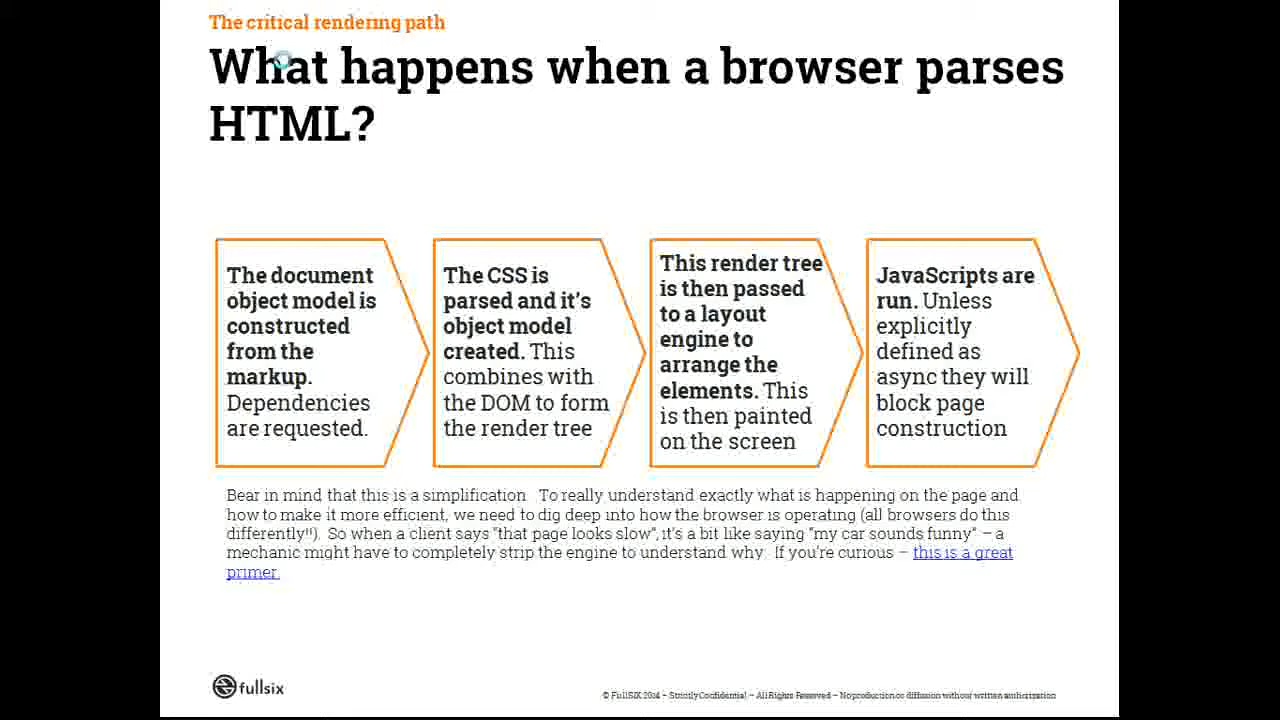 The critical rendering path
What happens when a browser parses
HTML?
The document
object model is
constructed
from the
markup.
Dependencies
are requested.
The CSS is
parsed and it's
object model
created. This
combines with
the DOM to form
the render tree
This render tree
is then passed
to a layout
engine to
arrange the
elements. This
is then painted
on the screen
JavaScripts are
run. Unless
explicitly
defined as
async they will
block page
construction
Bear in mind that this is a simplification. To really understand exactly what is happening on the page and
how to make it more efficient, we need to dig deep into how the browser is operating (all browsers do this
differently!!). So when a client says "that page looks slow", it's a bit like saying "my car sounds funny" – a
mechanic might have to completely strip the engine to understand why. If you're curious – this is a great
primer.
fullsix
© FullSIX 2014 – Strictly Confidential – All Rights Reserved – No production or diffusion without written authorization